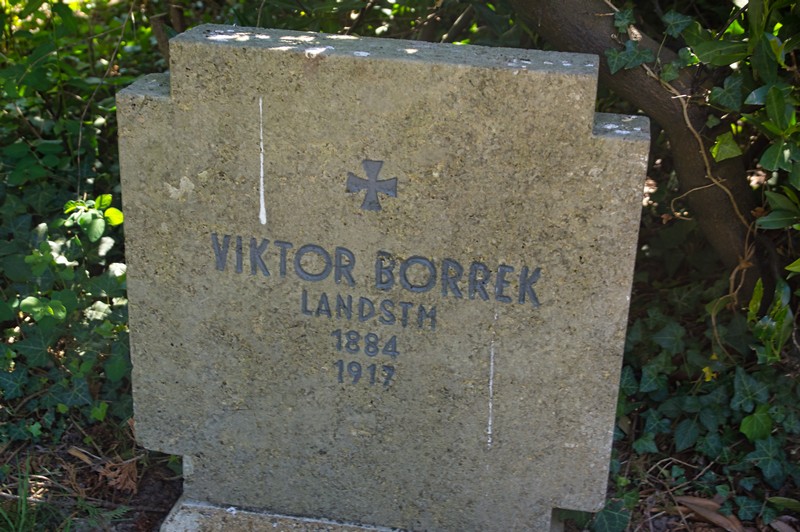 VIKTOR BORREK
LANDSTM
1884
1917